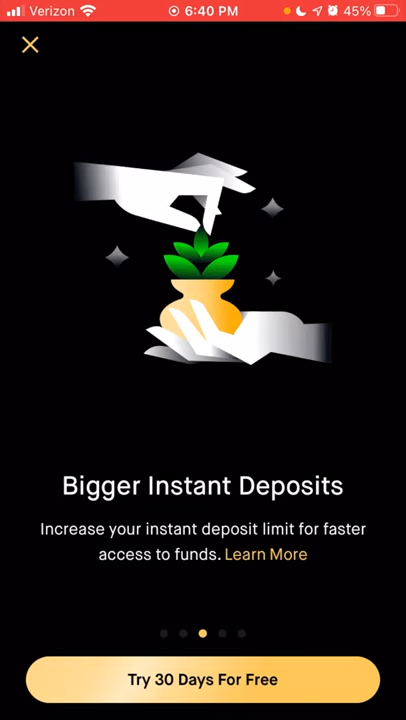 Verizon 6:40 PM 45%
Bigger Instant Deposits
Increase your instant deposit limit for faster
access to funds. Learn More
Try 30 Days For Free